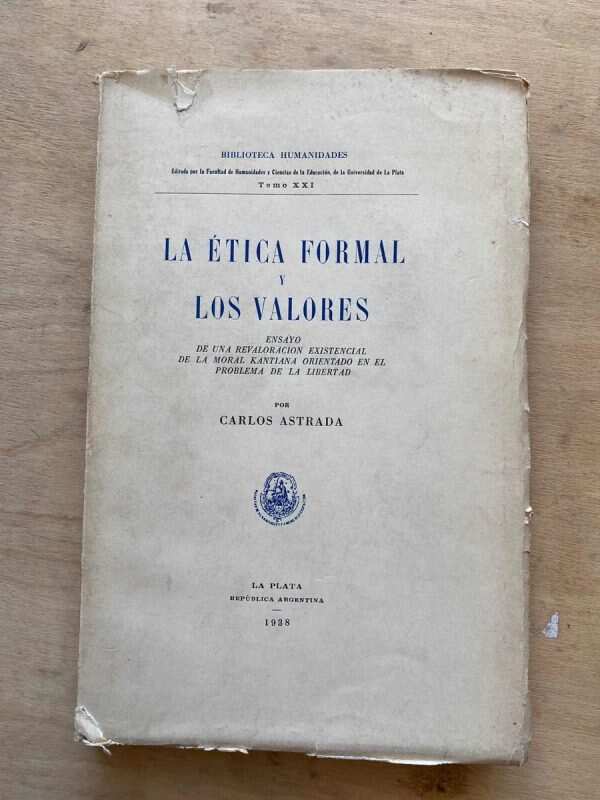 BIBLIOTECA HUMANIDADES
Editada por la Facultad de Humanidades y Ciencias de la Educación, de la Universidad de La Plata
Tomo XXI
LA ÉTICA FORMAL
Y
LOS VALORES
ENSAYO
DE UNA REVALORACION EXISTENCIAL
DE LA MORAL KANTIANA ORIENTADO EN EL
PROBLEMA DE LA LIBERTAD
POR
CARLOS ASTRADA
LA PLATA
REPÚBLICA ARGENTINA
1938